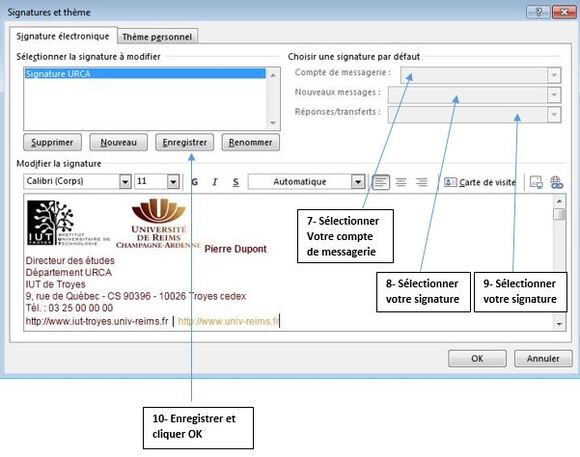 Signatures et thème
Signature électronique
Thème personnel
Sélectionner la signature à modifier
Choisir une signature par défaut
Signature URCA
Compte de messagerie :
Nouveaux messages :
Réponses/transferts :
Supprimer
Nouveau
Enregistrer
Renommer
Modifier la signature
Calibri (Corps)
11
G
I
S
Automatique
Carte de visite
IUT
TROYES
INSTITUT
UNIVERSITAIRE DE
TECHNOLOGIE
UNIVERSITÉ
DE REIMS
CHAMPAGNE-ARDENNE
Pierre Dupont
Directeur des études
Département URCA
IUT de Troyes
9, rue de Québec - CS 90396 - 10026 Troyes cedex
Tél. : 03 25 00 00 00
http://www.iut-troyes.univ-reims.fr | http://www.univ-reims.fr
7- Sélectionner
Votre compte
de messagerie
8- Sélectionner
votre signature
9- Sélectionner
votre signature
OK
Annuler
10- Enregistrer et
cliquer OK